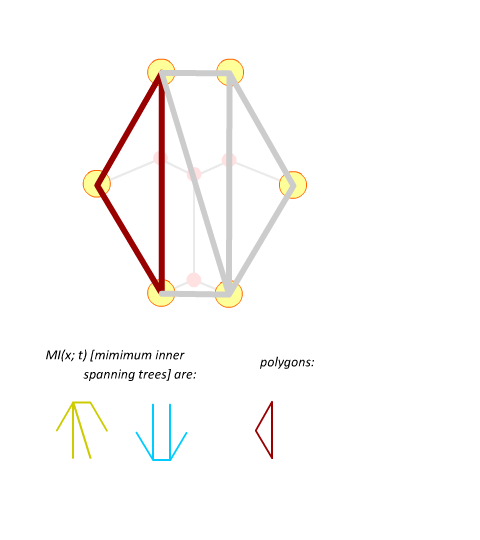 MI(x; t) [mimimum inner
spanning trees] are:
polygons: